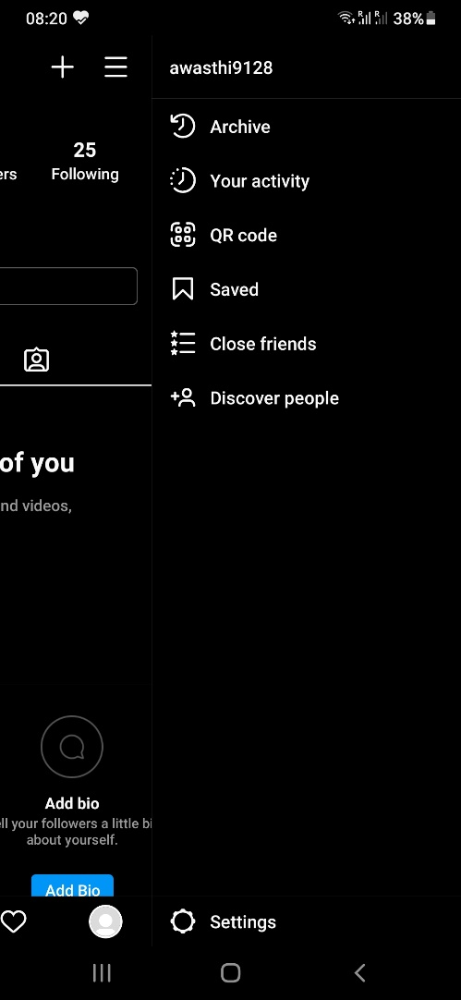 08:20
R R 38%
awasthi9128
25
ers Following
Archive
Your activity
QR code
Saved
Close friends
Discover people
of you
nd videos,
Add bio
ell your followers a little bi
about yourself.
Add Bio
Settings